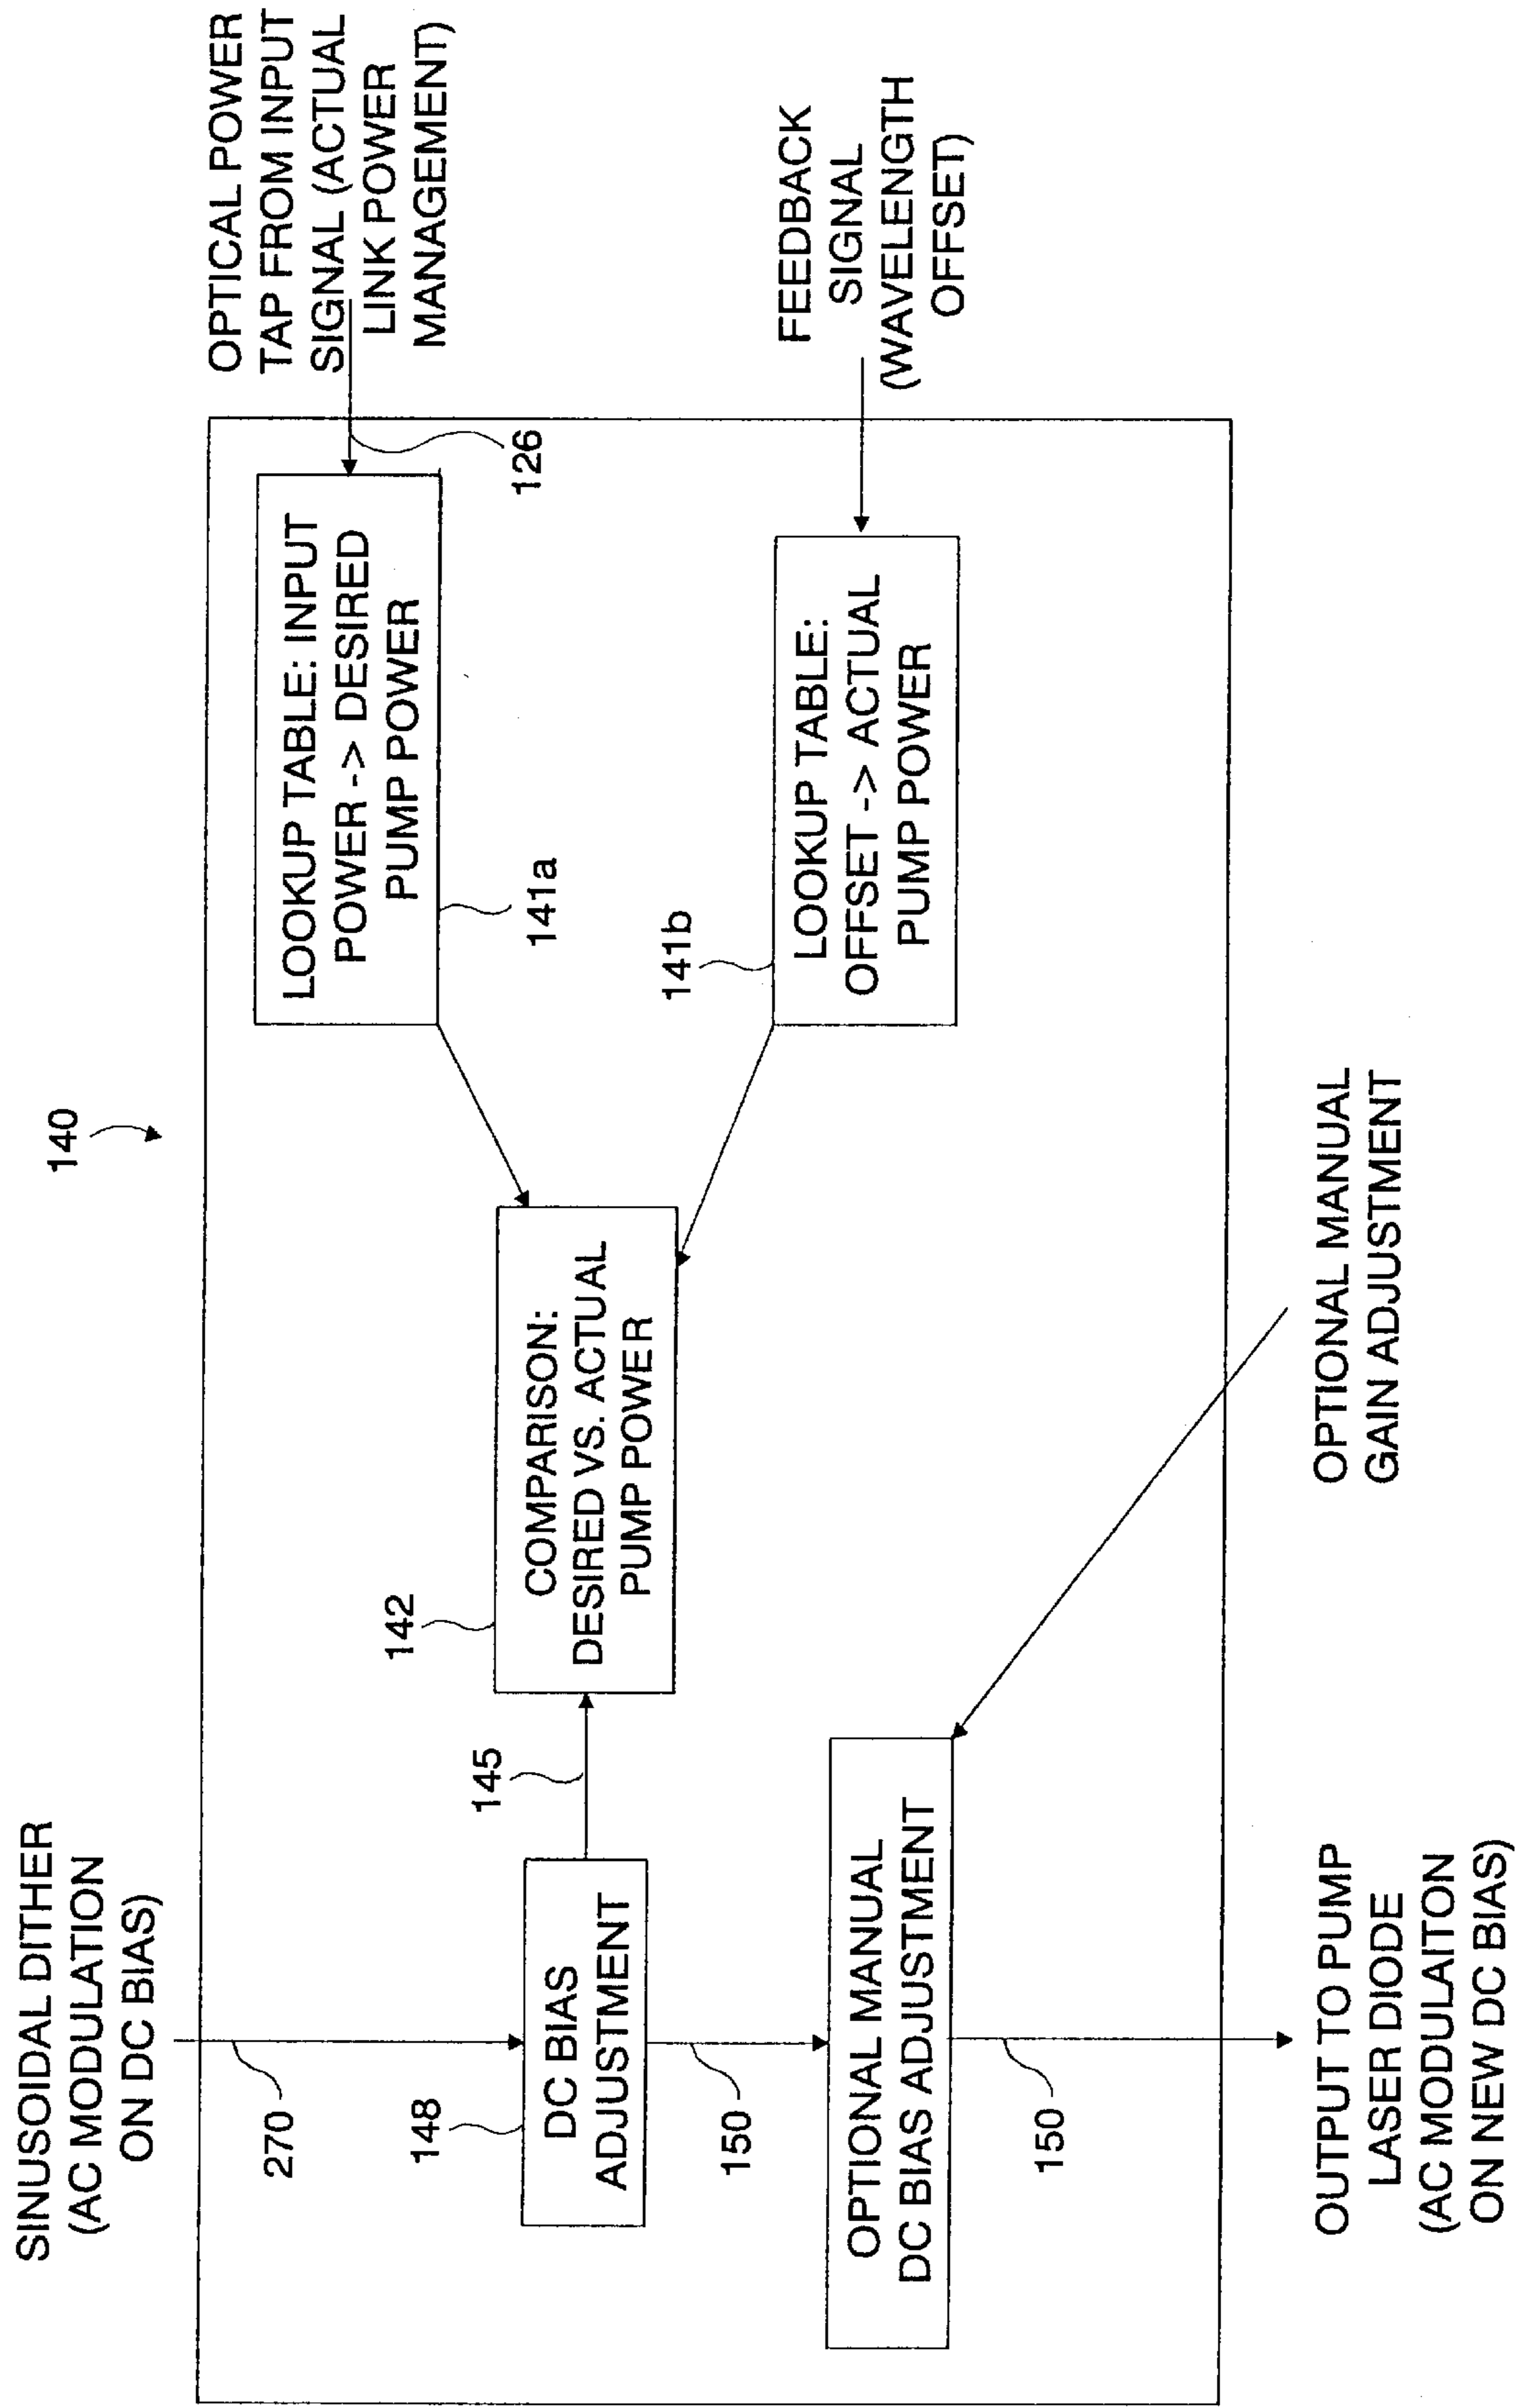 140
SINUSOIDAL DITHER
(AC MODULATION
ON DC BIAS)
270
OPTICAL POWER
TAP FROM INPUT
SIGNAL (ACTUAL
LINK POWER
MANAGEMENT)
126
LOOKUP TABLE: INPUT
POWER -> DESIRED
PUMP POWER
141a
142
COMPARISON:
DESIRED VS. ACTUAL
PUMP POWER
145
148
DC BIAS
ADJUSTMENT
150
141b
LOOKUP TABLE:
OFFSET -> ACTUAL
PUMP POWER
FEEDBACK
SIGNAL
(WAVELENGTH
OFFSET)
OPTIONAL MANUAL
DC BIAS ADJUSTMENT
150
OUTPUT TO PUMP
LASER DIODE
(AC MODULAITON
ON NEW DC BIAS)
OPTIONAL MANUAL
GAIN ADJUSTMENT